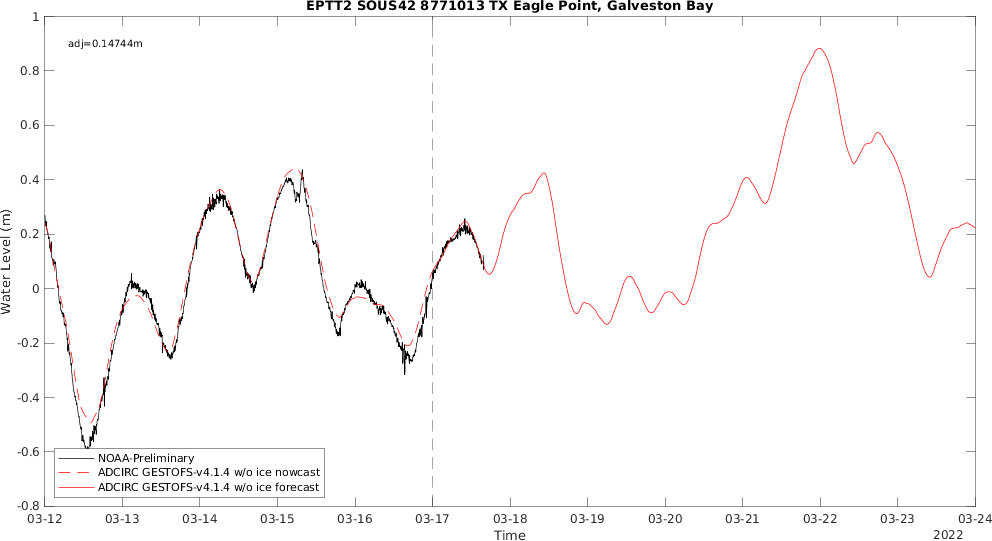 EPTT2 SOUS42 8771013 TX Eagle Point, Galveston Bay
adj=0.14744m
Water Level (m)
1
0.8
0.6
0.4
0.2
0
-0.2
-0.4
-0.6
-0.8
NOAA-Preliminary
ADCIRC GESTOFS-v4.1.4 w/o ice nowcast
ADCIRC GESTOFS-v4.1.4 w/o ice forecast
03-12 03-13 03-14 03-15 03-16 03-17 03-18 03-19 03-20 03-21 03-22 03-23 03-24
Time
2022